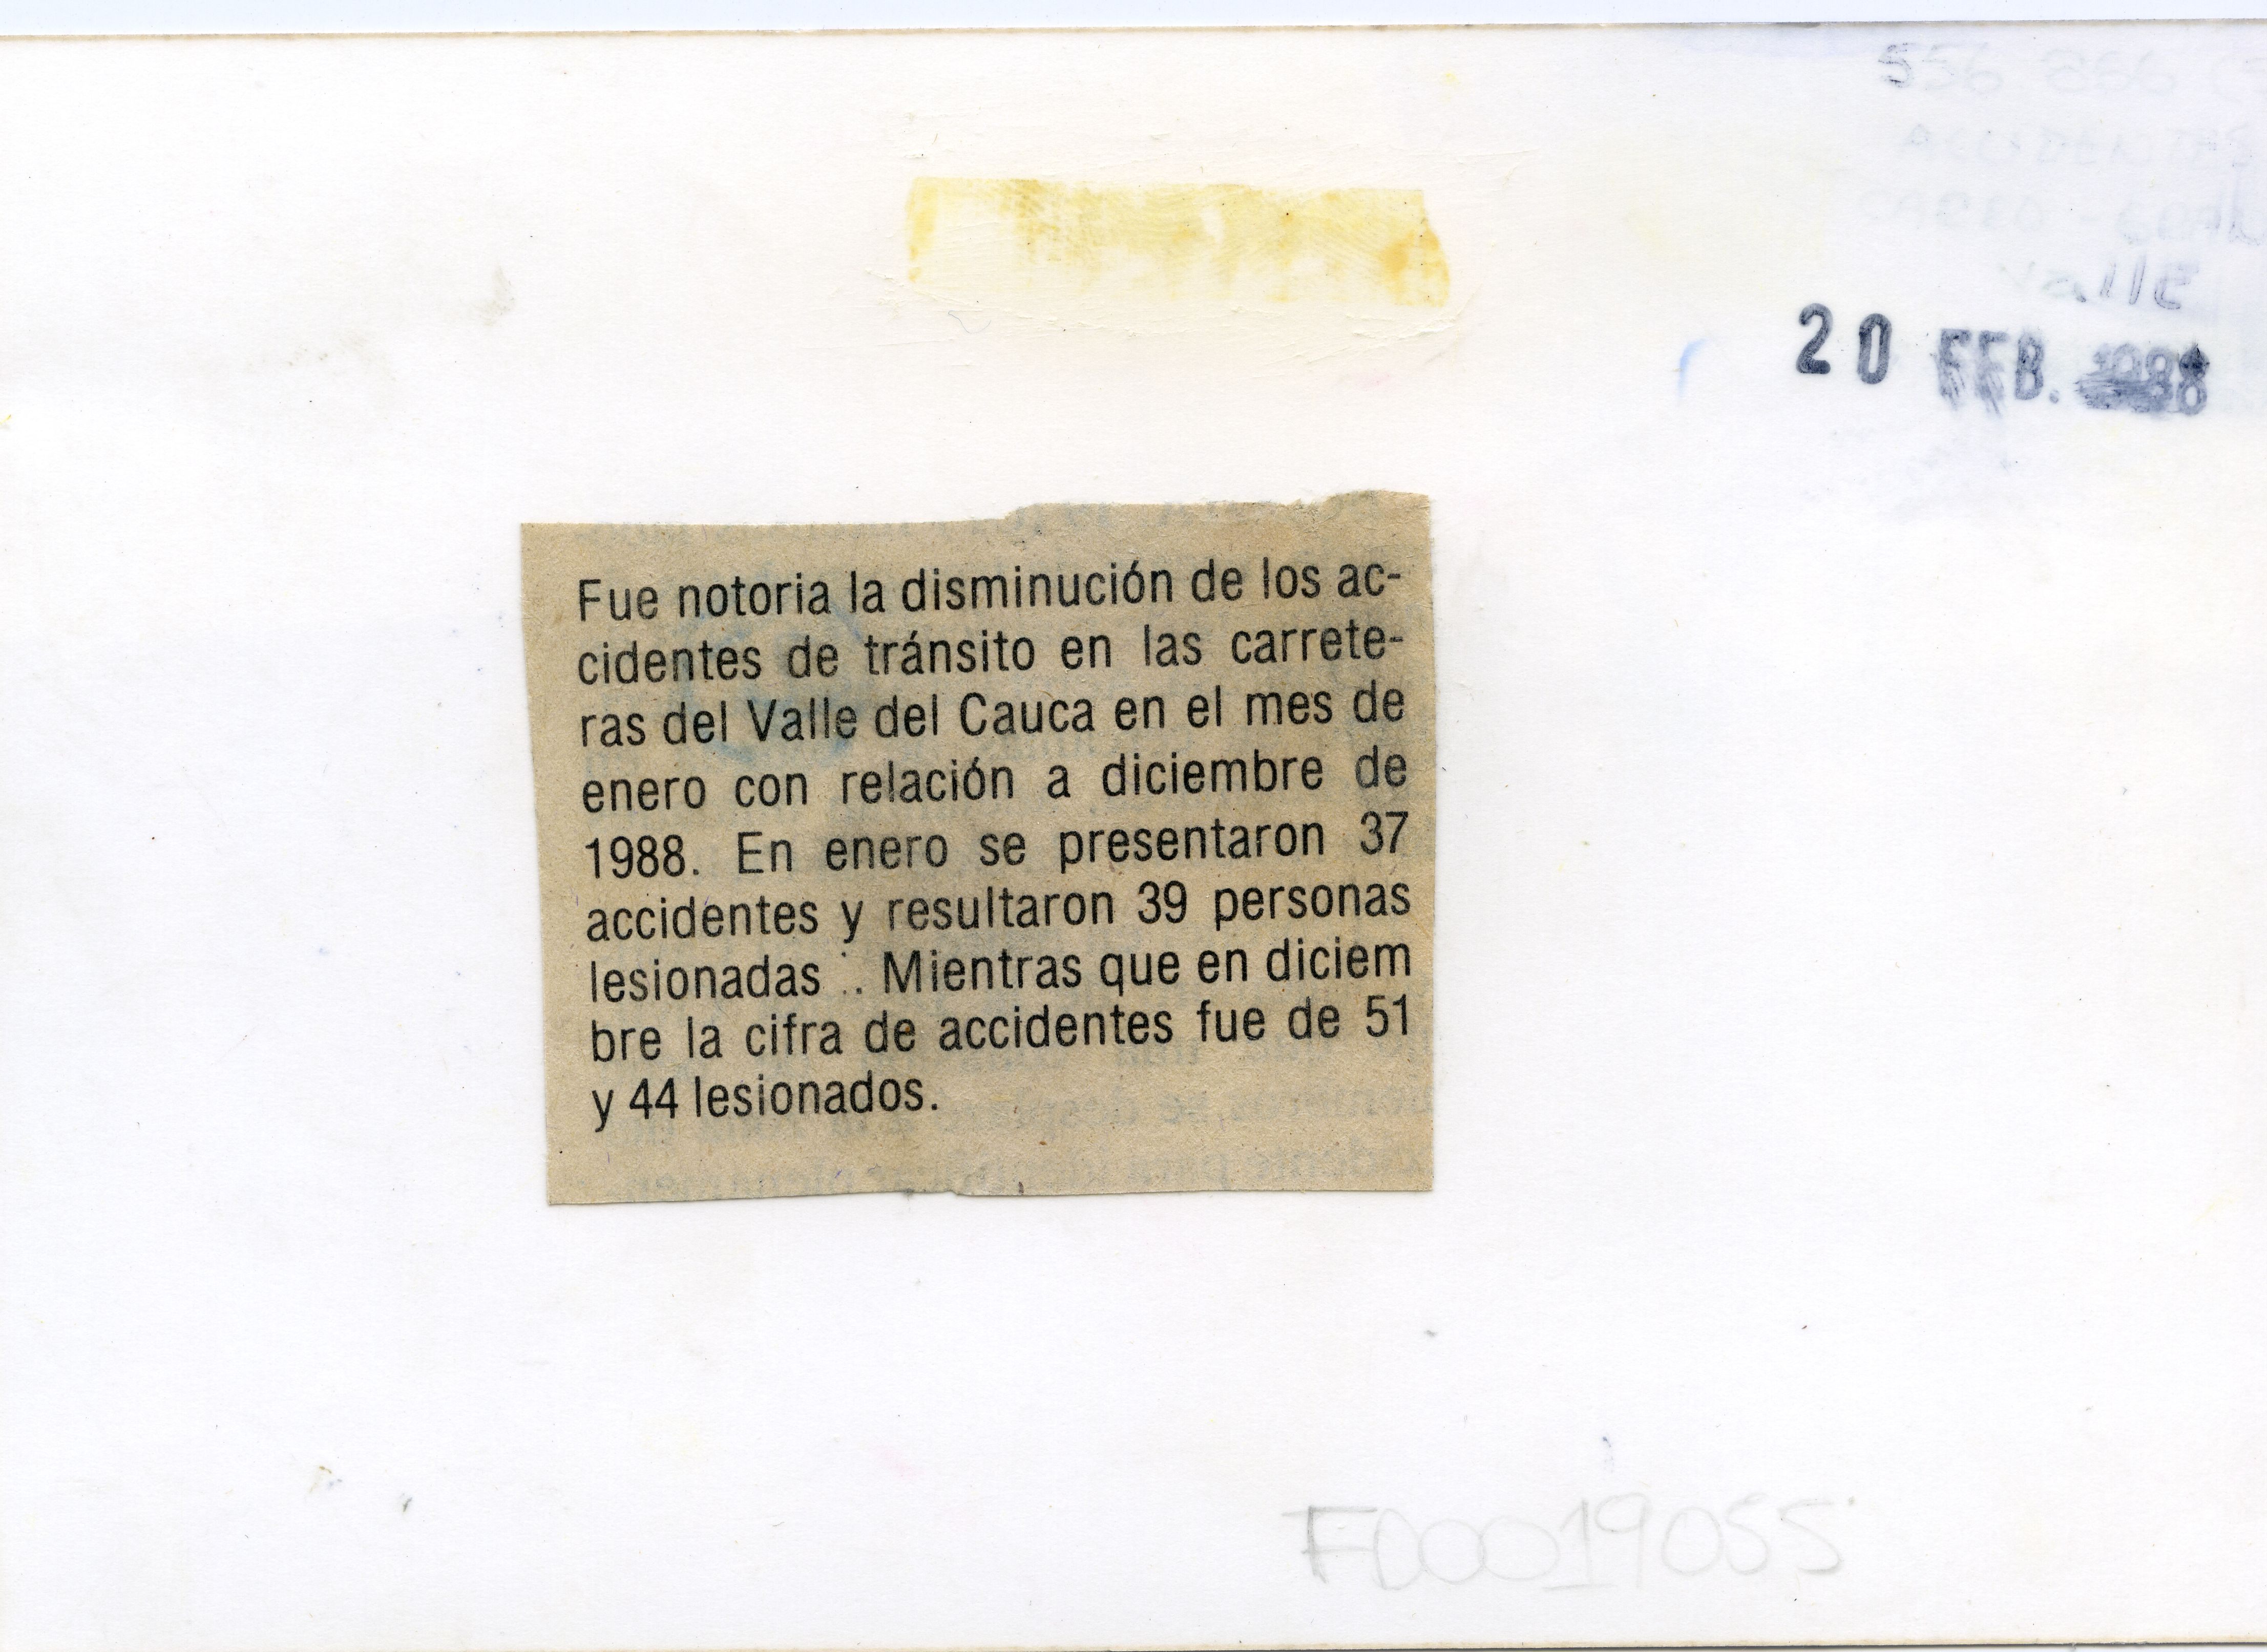 20 FEB. 1988
Fue notoria la disminución de los ac-
cidentes de tránsito en las carrete-
ras del Valle del Cauca en el mes de
enero con relación a diciembre de
1988. En enero se presentaron 37
accidentes y resultaron 39 personas
lesionadas . Mientras que en diciem
bre la cifra de accidentes fue de 51
y 44 lesionados.
F00019055